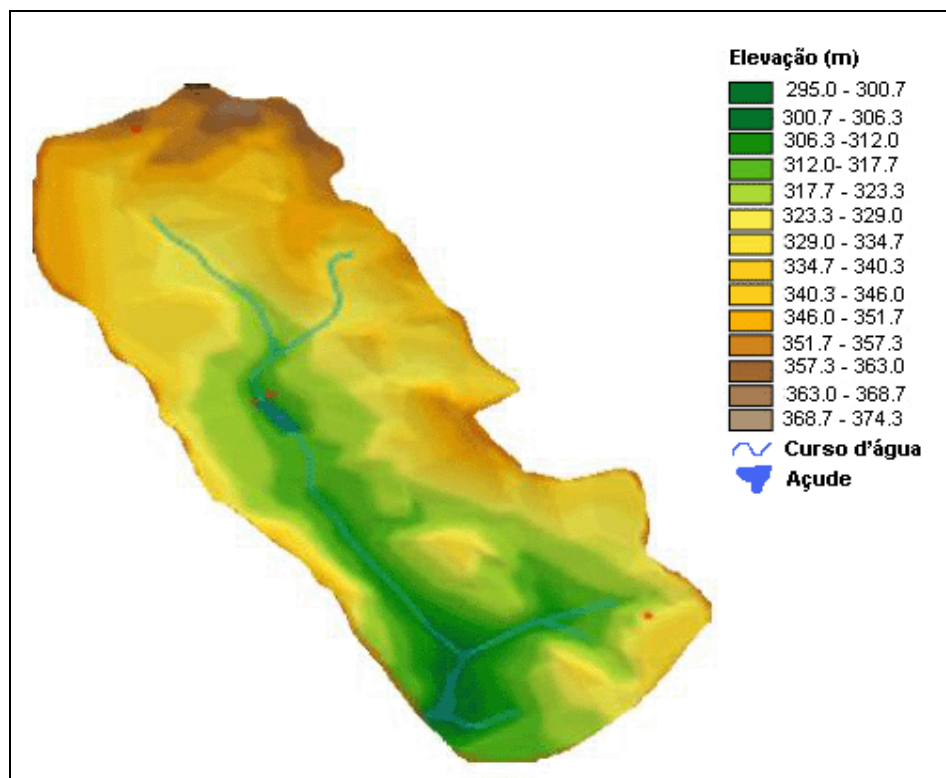 Elevação (m)
295.0 - 300.7
300.7 - 306.3
306.3 -312.0
312.0- 317.7
317.7 - 323.3
323.3 - 329.0
329.0 - 334.7
334.7 - 340.3
340.3 - 346.0
346.0 - 351.7
351.7 - 357.3
357.3 - 363.0
363.0 - 368.7
368.7 - 374.3
Curso d'água
Açude